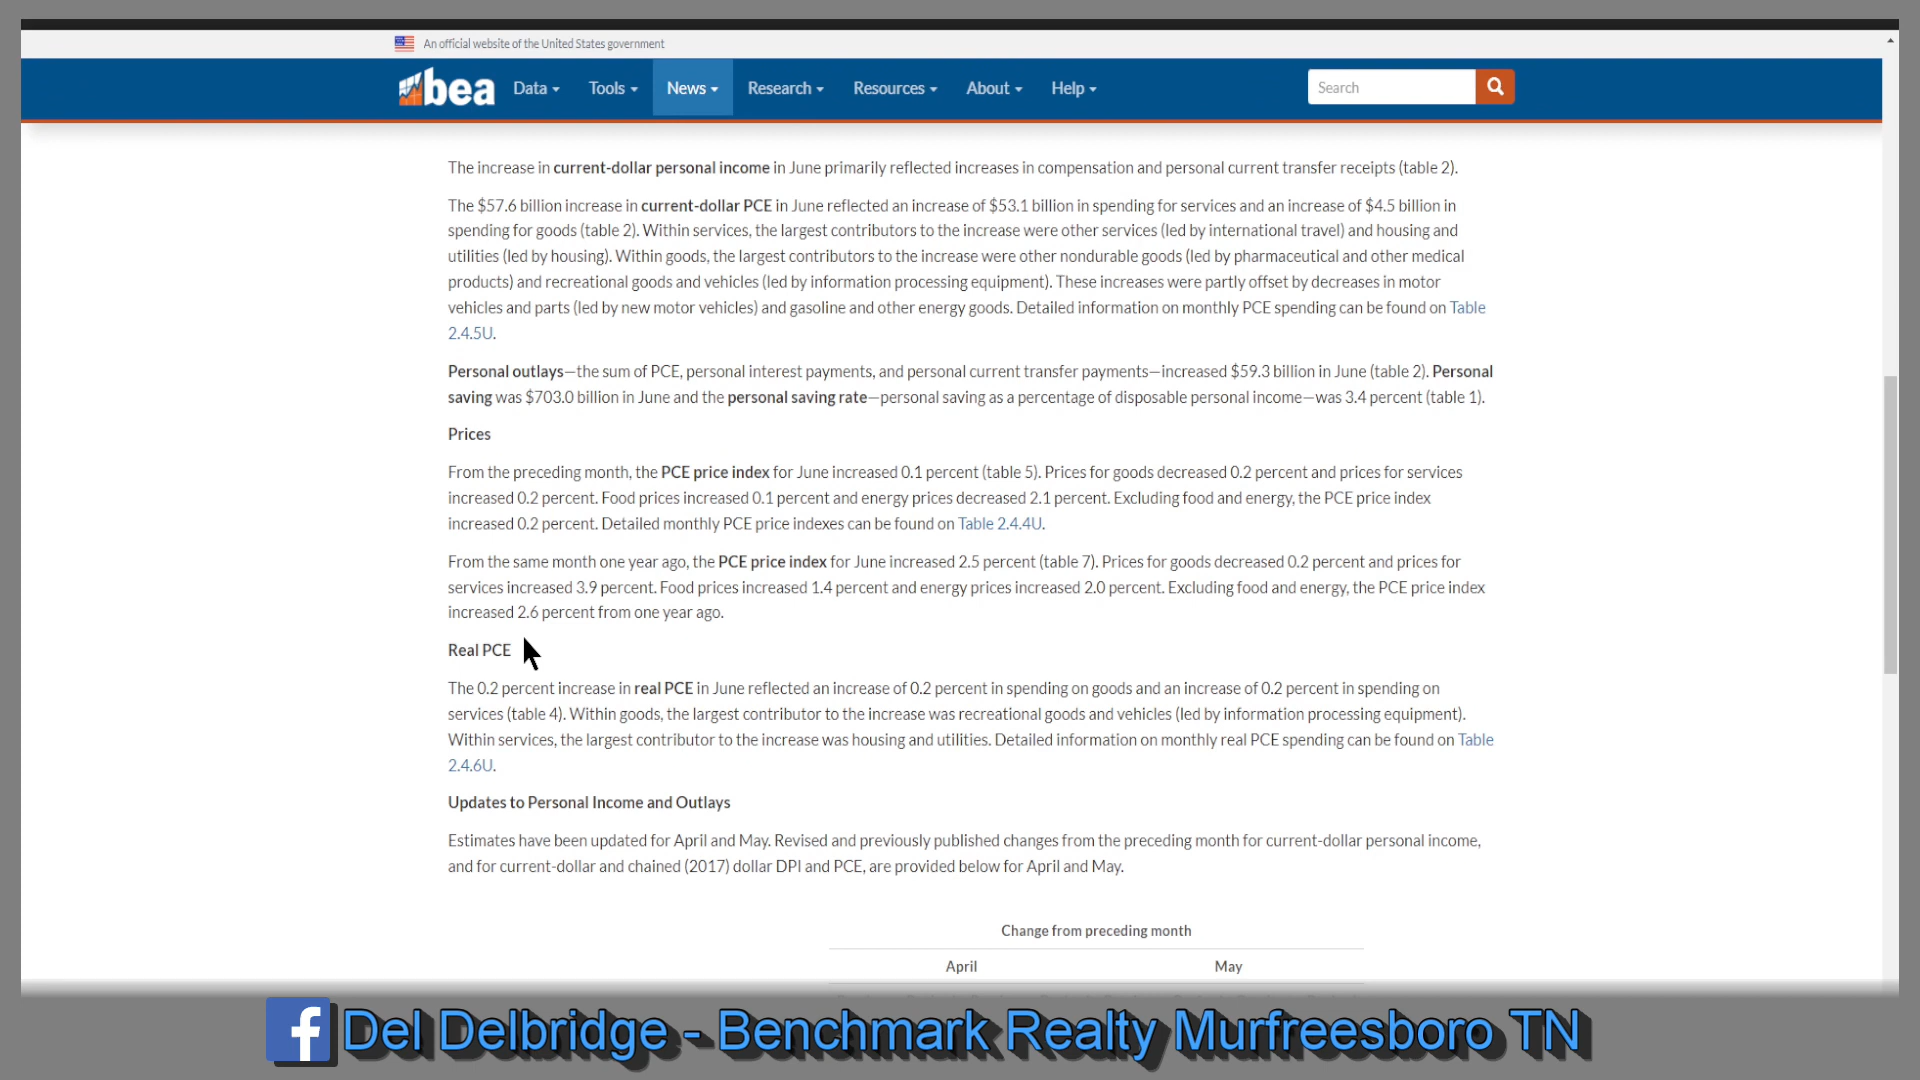 An official website of the United States government
bea
Data
Tools
News
Research
Resources
About
Help
Search
The increase in current-dollar personal income in June primarily reflected increases in compensation and personal current transfer receipts (table 2).
The $57.6 billion increase in current-dollar PCE in June reflected an increase of $53.1 billion in spending for services and an increase of $4.5 billion in
spending for goods (table 2). Within services, the largest contributors to the increase were other services (led by international travel) and housing and
utilities (led by housing). Within goods, the largest contributors to the increase were other nondurable goods (led by pharmaceutical and other medical
products) and recreational goods and vehicles (led by information processing equipment). These increases were partly offset by decreases in motor
vehicles and parts (led by new motor vehicles) and gasoline and other energy goods. Detailed information on monthly PCE spending can be found on Table
2.4.5U.
Personal outlays—the sum of PCE, personal interest payments, and personal current transfer payments—increased $59.3 billion in June (table 2). Personal
saving was $703.0 billion in June and the personal saving rate—personal saving as a percentage of disposable personal income—was 3.4 percent (table 1).
Prices
From the preceding month, the PCE price index for June increased 0.1 percent (table 5). Prices for goods decreased 0.2 percent and prices for services
increased 0.2 percent. Food prices increased 0.1 percent and energy prices decreased 2.1 percent. Excluding food and energy, the PCE price index
increased 0.2 percent. Detailed monthly PCE price indexes can be found on Table 2.4.4U.
From the same month one year ago, the PCE price index for June increased 2.5 percent (table 7). Prices for goods decreased 0.2 percent and prices for
services increased 3.9 percent. Food prices increased 1.4 percent and energy prices increased 2.0 percent. Excluding food and energy, the PCE price index
increased 2.6 percent from one year ago.
Real PCE
The 0.2 percent increase in real PCE in June reflected an increase of 0.2 percent in spending on goods and an increase of 0.2 percent in spending on
services (table 4). Within goods, the largest contributor to the increase was recreational goods and vehicles (led by information processing equipment).
Within services, the largest contributor to the increase was housing and utilities. Detailed information on monthly real PCE spending can be found on Table
2.4.6U.
Updates to Personal Income and Outlays
Estimates have been updated for April and May. Revised and previously published changes from the preceding month for current-dollar personal income,
and for current-dollar and chained (2017) dollar DPI and PCE, are provided below for April and May.
Change from preceding month
April May
f Del Delbridge - Benchmark Realty Murfreesboro TN